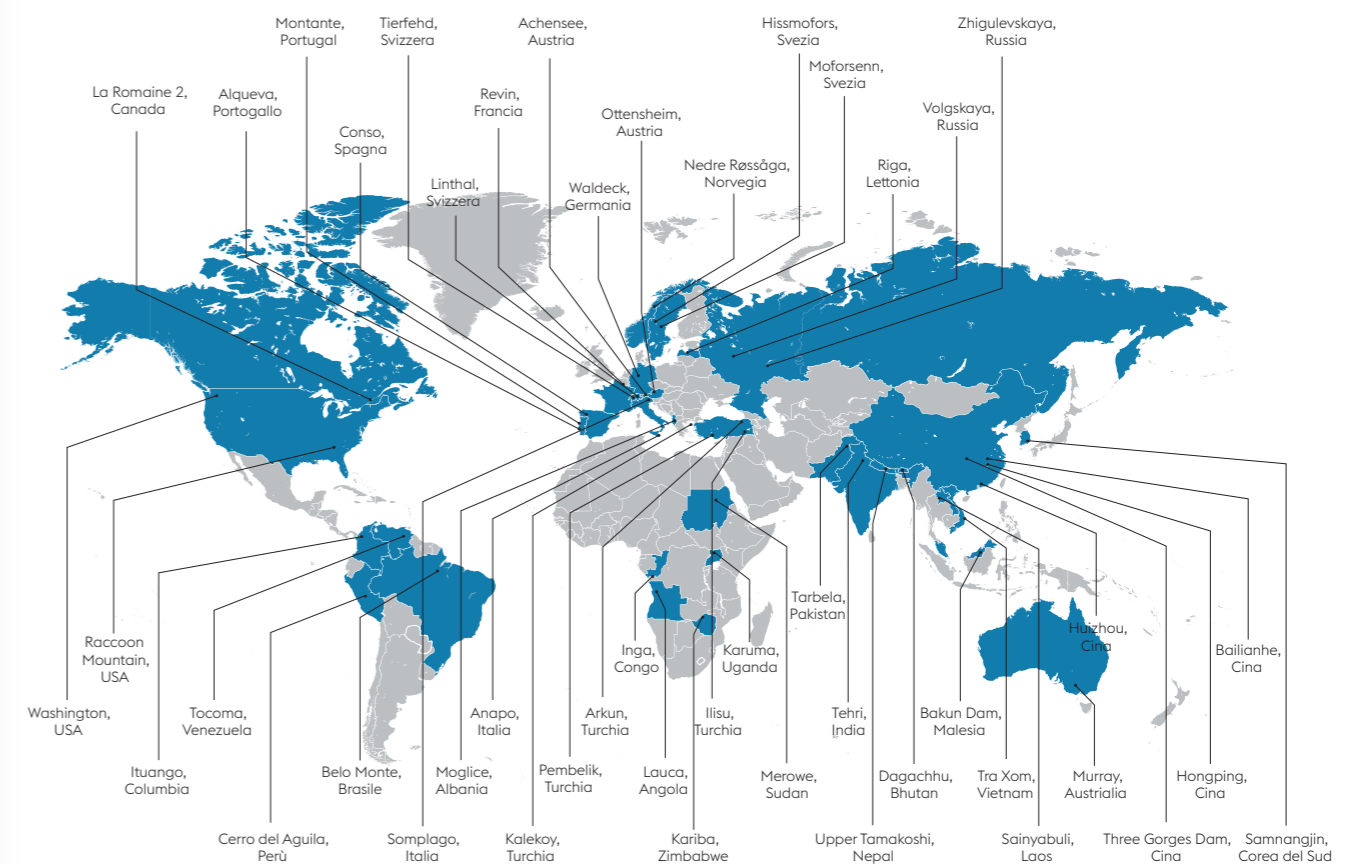 Montante,
Portugal
Tierfehd,
Svizzera
Achensee,
Austria
Hissmofors,
Svezia
Zhigulevskaya,
Russia
La Romaine 2,
Canada
Alqueva,
Portogallo
Conso,
Spagna
Revin,
Francia
Ottensheim,
Austria
Moforsenn,
Svezia
Volgskaya,
Russia
Linthal,
Svizzera
Waldeck,
Germania
Nedre Røssåga,
Norvegia
Riga,
Lettonia
Raccoon
Mountain,
USA
Inga,
Congo
Karuma,
Uganda
Tarbela,
Pakistan
Huizhou,
Cina
Bailianhe,
Cina
Washington,
USA
Tocoma,
Venezuela
Anapo,
Italia
Arkun,
Turchia
Ilisu,
Turchia
Tehri,
India
Bakun Dam,
Malesia
Ituango,
Columbia
Belo Monte,
Brasile
Moglice,
Albania
Pembelik,
Turchia
Lauca,
Angola
Merowe,
Sudan
Dagachhu,
Bhutan
Tra Xom,
Vietnam
Murray,
Austrialia
Hongping,
Cina
Cerro del Aguila,
Perù
Somplago,
Italia
Kalekoy,
Turchia
Kariba,
Zimbabwe
Upper Tamakoshi,
Nepal
Sainyabuli,
Laos
Three Gorges Dam,
Cina
Samnangjin,
Corea del Sud